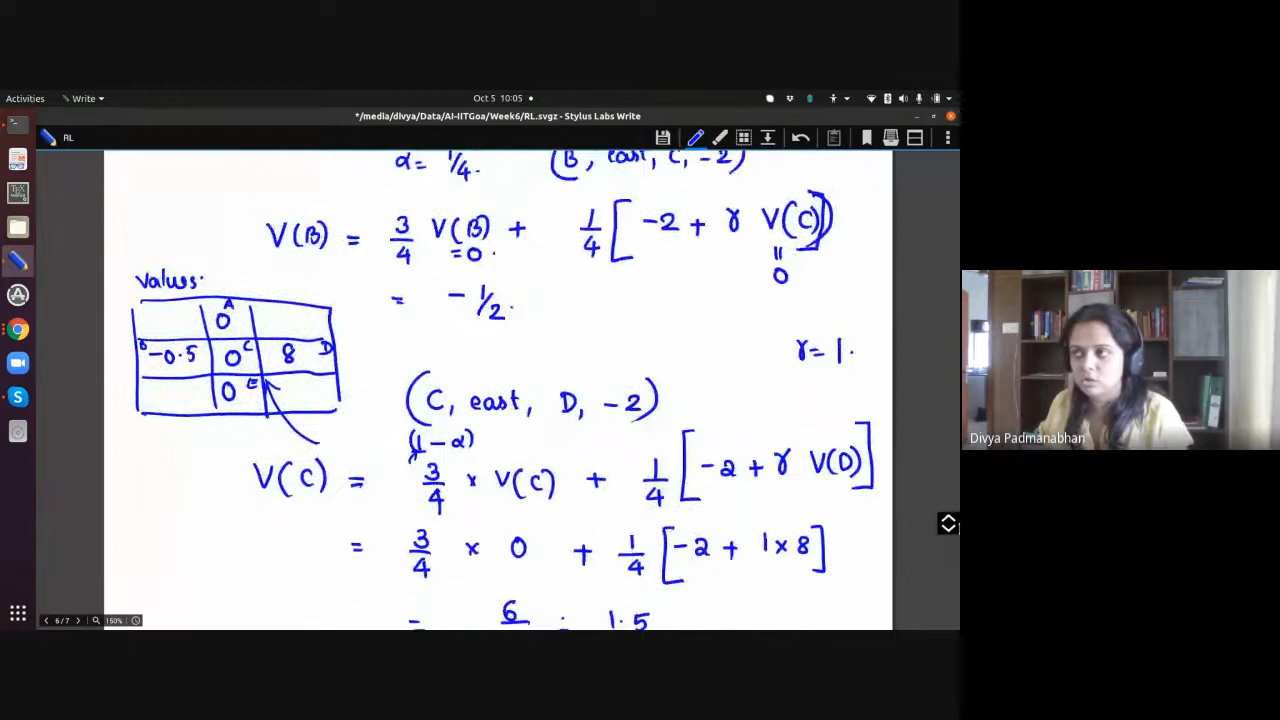 Activities
Write
Oct 5 10:05
*/media/divya/Data/AI-IITGoa/Week6/RL.svgz - Stylus Labs Write
RL
α = 1/4. (B, east, C, -2)
V(B) = 3/4 V(B) + 1/4 [ -2 + γ V(C) ]
= 0. = 0
= - 1/2.
Values:
A 0
B -0.5 0 C 8 D
0 E
γ = 1.
(C, east, D, -2)
(1 - α)
V(C) = 3/4 × V(C) + 1/4 [ -2 + γ V(D) ]
= 3/4 × 0 + 1/4 [ -2 + 1 × 8 ]
= 6 = 1.5
6/7
150%
Divya Padmanabhan